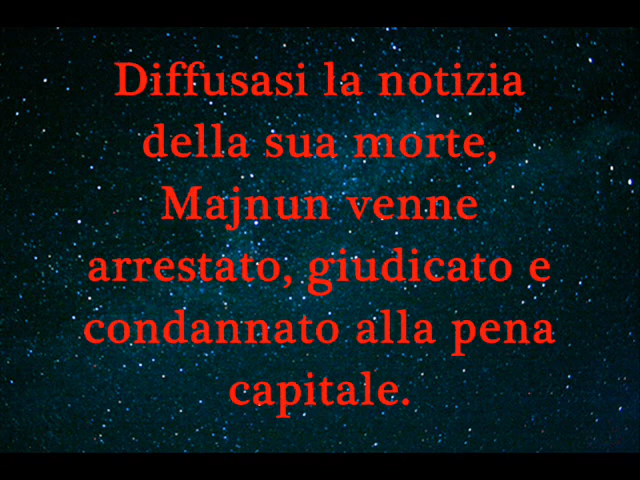 Diffusasi la notizia
della sua morte,
Majnun venne
arrestato, giudicato e
condannato alla pena
capitale.